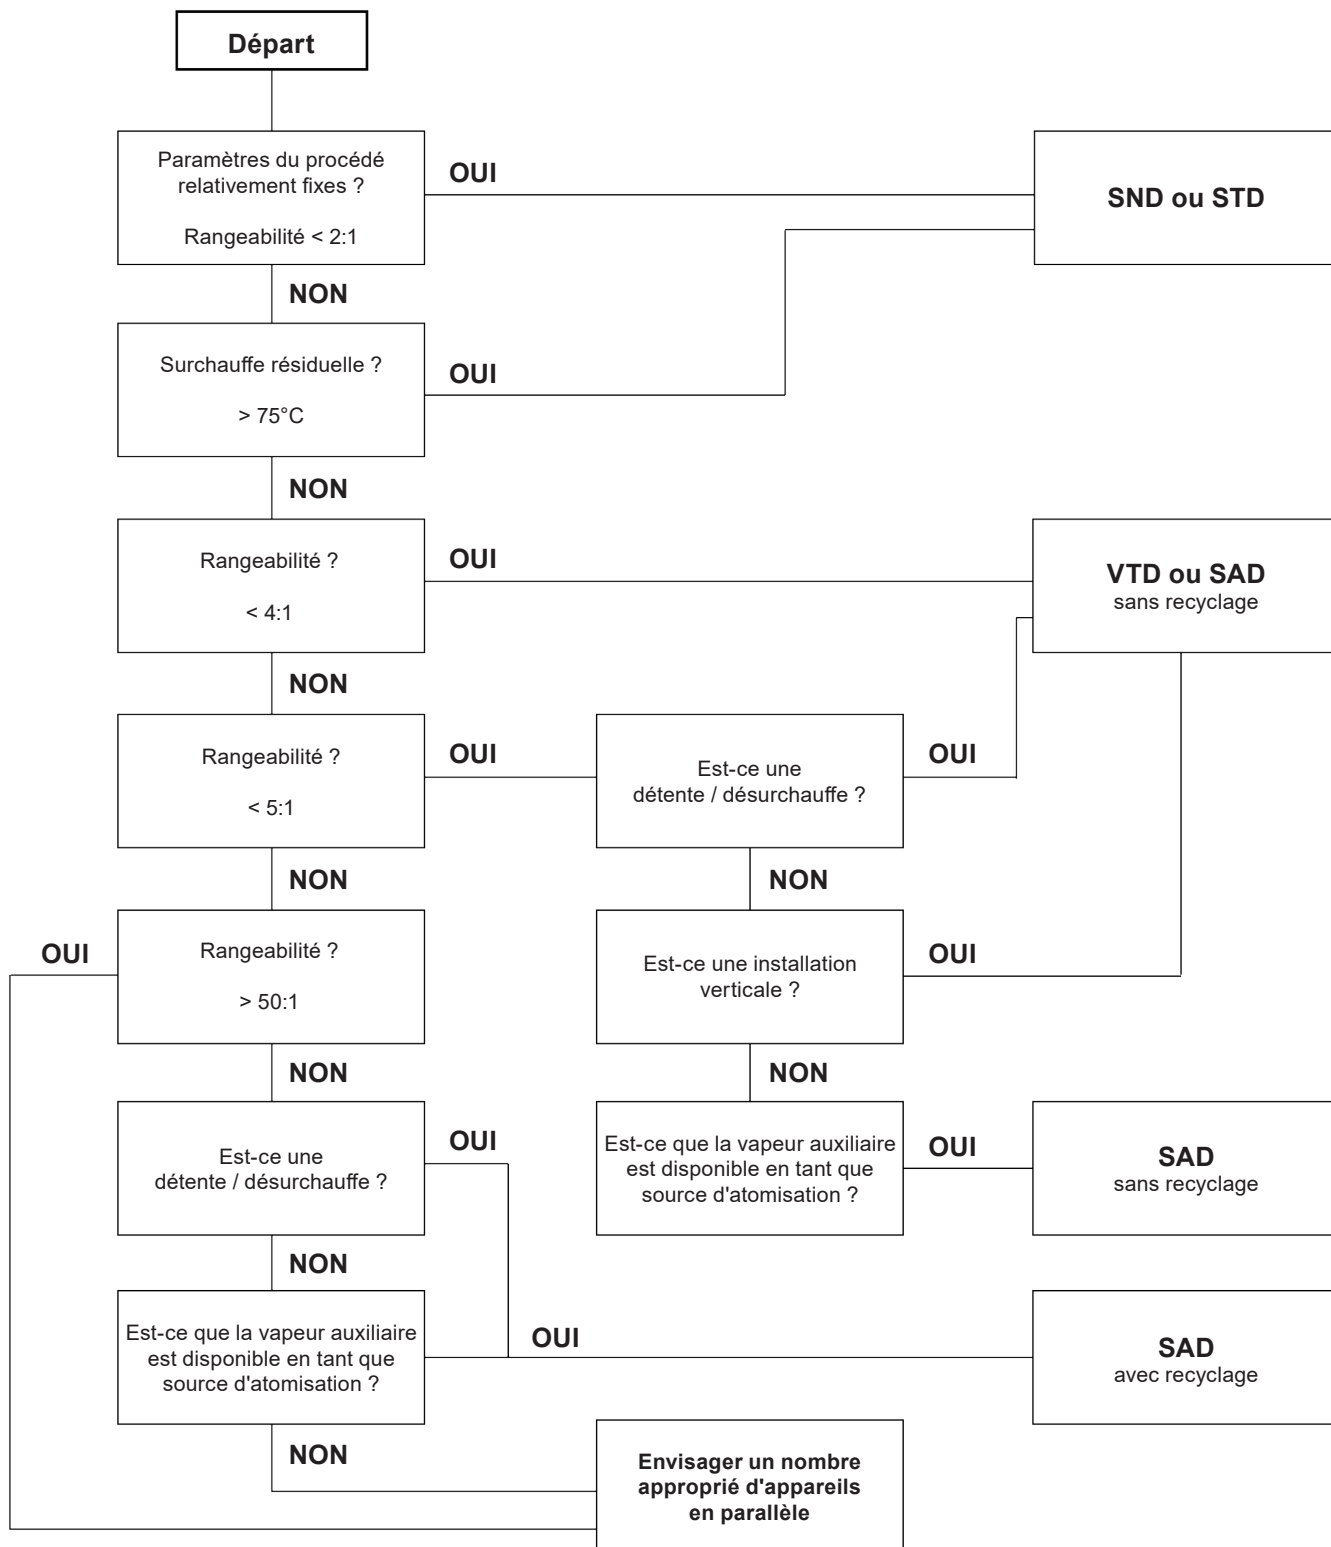 Départ
Paramètres du procédé
relativement fixes ?
Rangeabilité < 2:1
OUI
SND ou STD
NON
Surchauffe résiduelle ?
> 75°C
OUI
NON
Rangeabilité ?
< 4:1
OUI
VTD ou SAD
sans recyclage
NON
Rangeabilité ?
< 5:1
OUI
Est-ce une
détente / désurchauffe ?
OUI
NON
NON
OUI
Rangeabilité ?
> 50:1
Est-ce une installation
verticale ?
OUI
NON
NON
Est-ce une
détente / désurchauffe ?
OUI
Est-ce que la vapeur auxiliaire
est disponible en tant que
source d'atomisation ?
OUI
SAD
sans recyclage
NON
Est-ce que la vapeur auxiliaire
est disponible en tant que
source d'atomisation ?
OUI
SAD
avec recyclage
NON
Envisager un nombre
approprié d'appareils
en parallèle